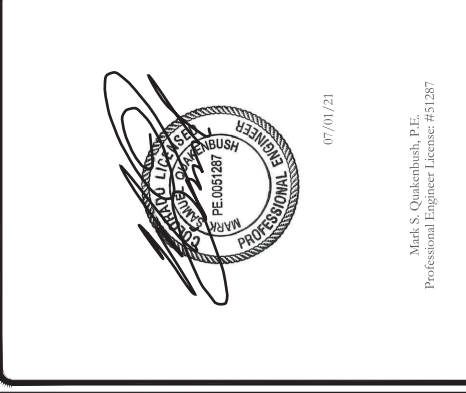 COLORADO LICENSED
MARK SAMUEL QUAKENBUSH
PE.0051287
PROFESSIONAL ENGINEER
07/01/21
Mark S. Quakenbush, P.E.
Professional Engineer License: #51287